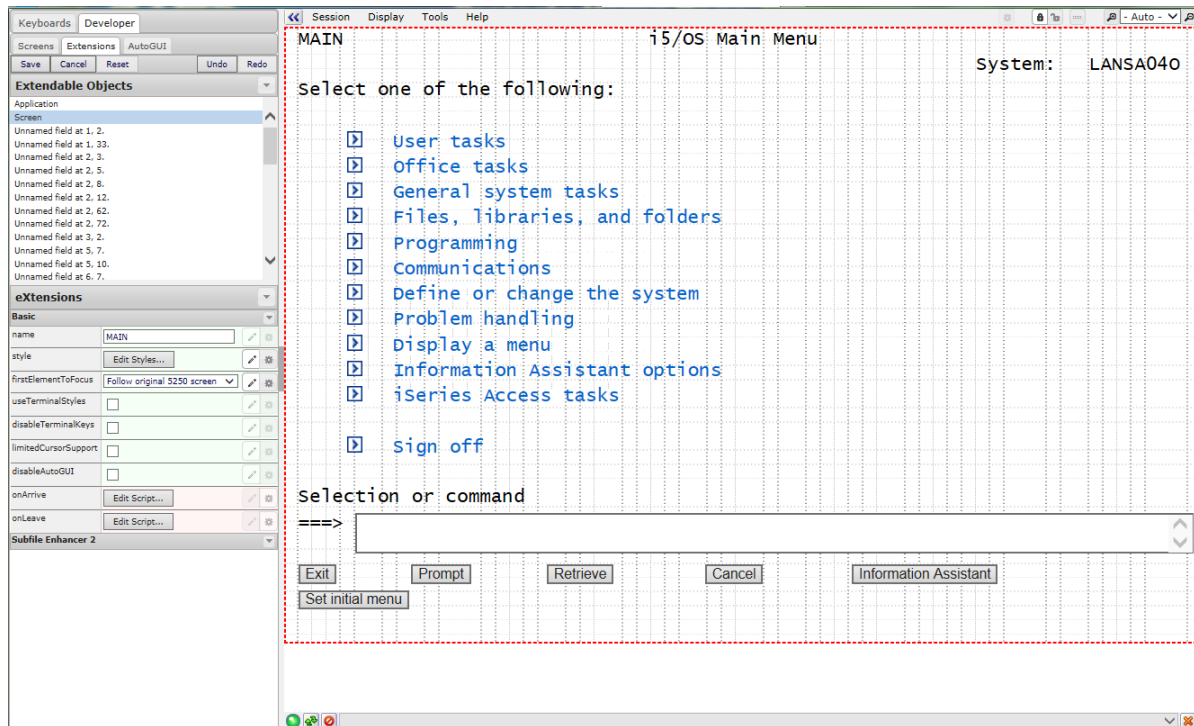 Keyboards Developer
Screens Extensions AutoGUI
Save Cancel Reset Undo Redo
Extendable Objects
Application
Screen
Unnamed field at 1, 2.
Unnamed field at 1, 33.
Unnamed field at 2, 3.
Unnamed field at 2, 5.
Unnamed field at 2, 8.
Unnamed field at 2, 12.
Unnamed field at 2, 62.
Unnamed field at 2, 72.
Unnamed field at 3, 2.
Unnamed field at 5, 7.
Unnamed field at 5, 10.
Unnamed field at 6. 7.
eXtensions
Basic
name MAIN
style Edit Styles...
firstElementToFocus Follow original 5250 screen
useTerminalStyles
disableTerminalKeys
limitedCursorSupport
disableAutoGUI
onArrive Edit Script...
onLeave Edit Script...
Subfile Enhancer 2
Session Display Tools Help
- Auto -
MAIN i5/OS Main Menu
System: LANSA04O
Select one of the following:
User tasks
Office tasks
General system tasks
Files, libraries, and folders
Programming
Communications
Define or change the system
Problem handling
Display a menu
Information Assistant options
iSeries Access tasks
Sign off
Selection or command
===>
Exit Prompt Retrieve Cancel Information Assistant
Set initial menu